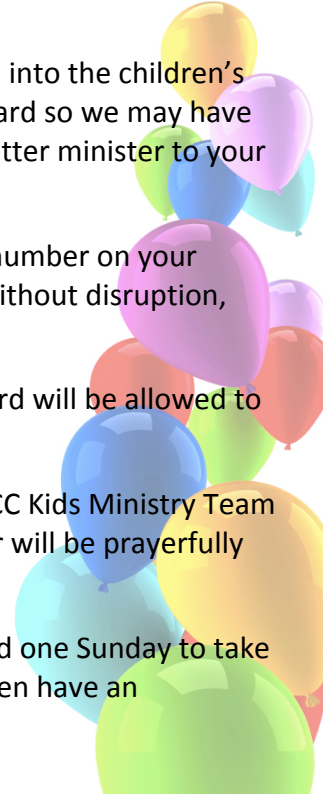 into the children's
ard so we may have
tter minister to your
number on your
ithout disruption,
rd will be allowed to
CC Kids Ministry Team
r will be prayerfully
d one Sunday to take
en have an